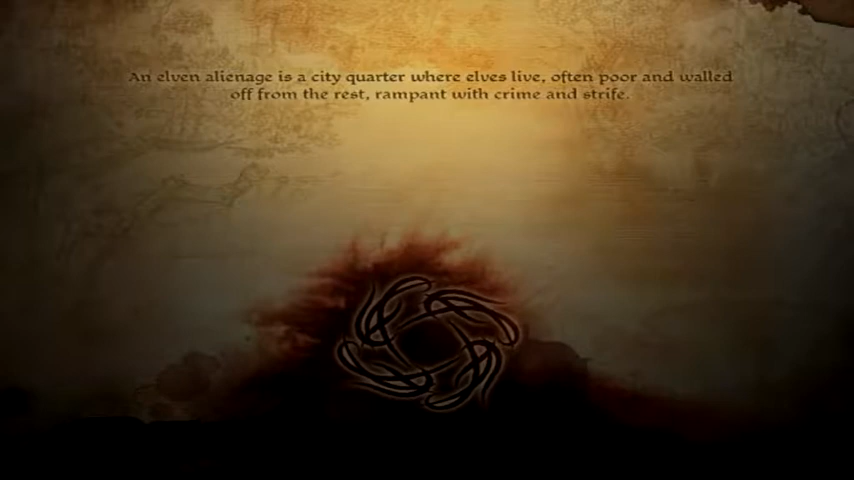 An elven alienage is a city quarter where elves live, often poor and walled
off from the rest, rampant with crime and strife.